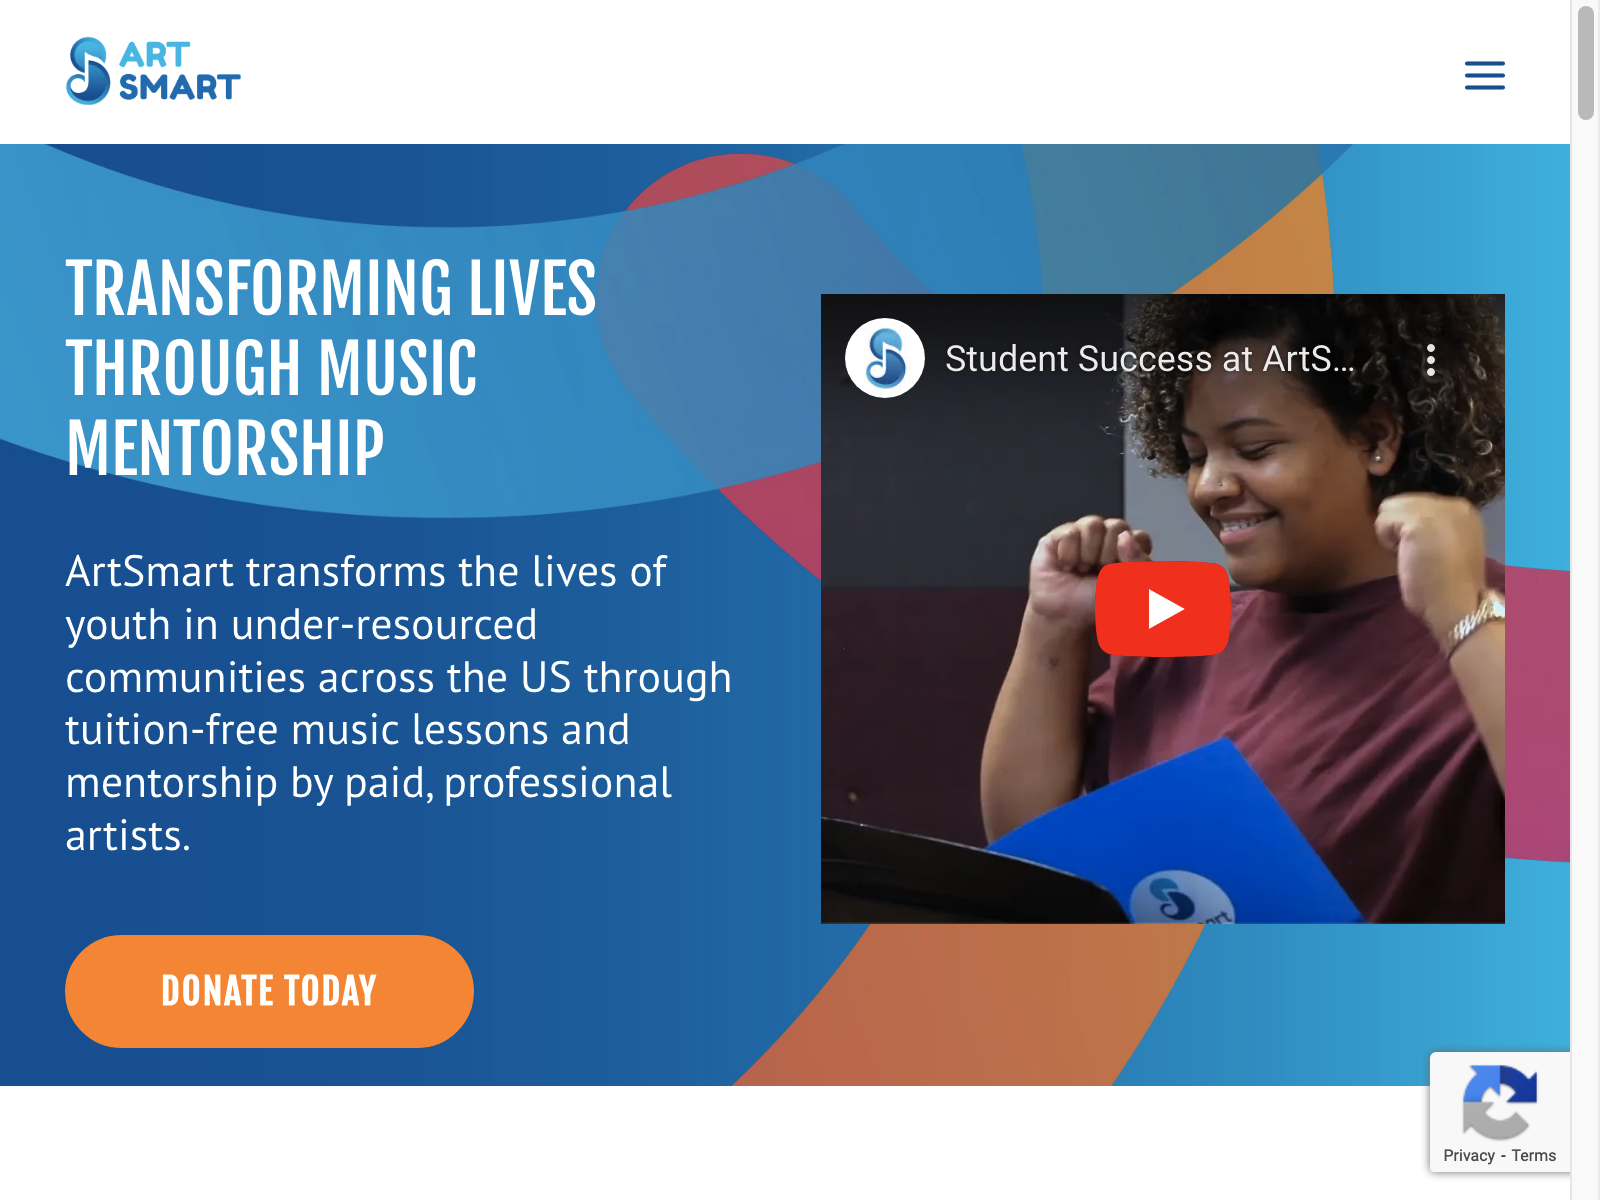 ART
SMART
TRANSFORMING LIVES
THROUGH MUSIC
MENTORSHIP
ArtSmart transforms the lives of
youth in under-resourced
communities across the US through
tuition-free music lessons and
mentorship by paid, professional
artists.
DONATE TODAY
Student Success at ArtS...
Privacy - Terms